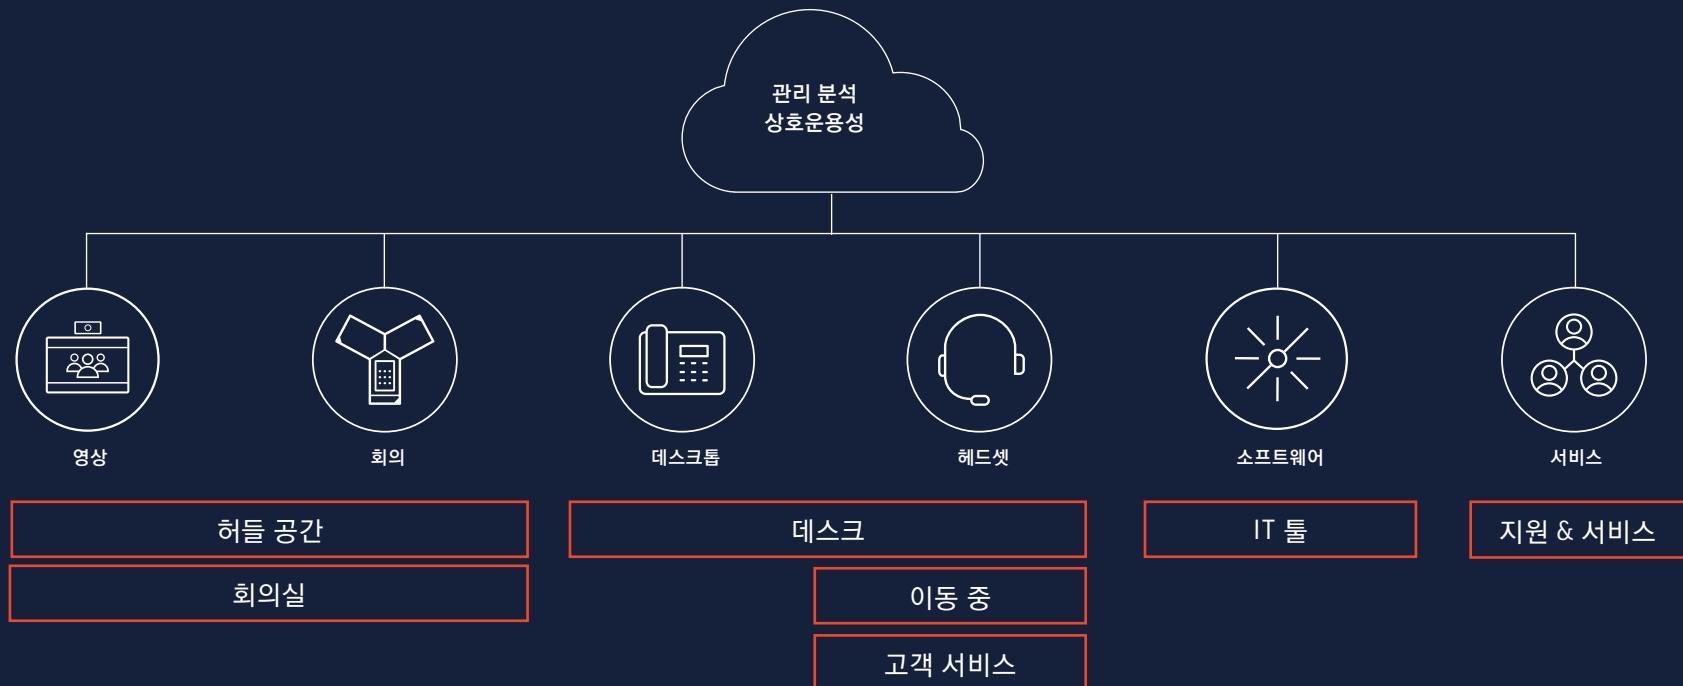 관리 분석
상호운용성
영상
회의
데스크톱
헤드셋
소프트웨어
서비스
허들 공간
데스크
IT 툴
지원 & 서비스
회의실
이동 중
고객 서비스